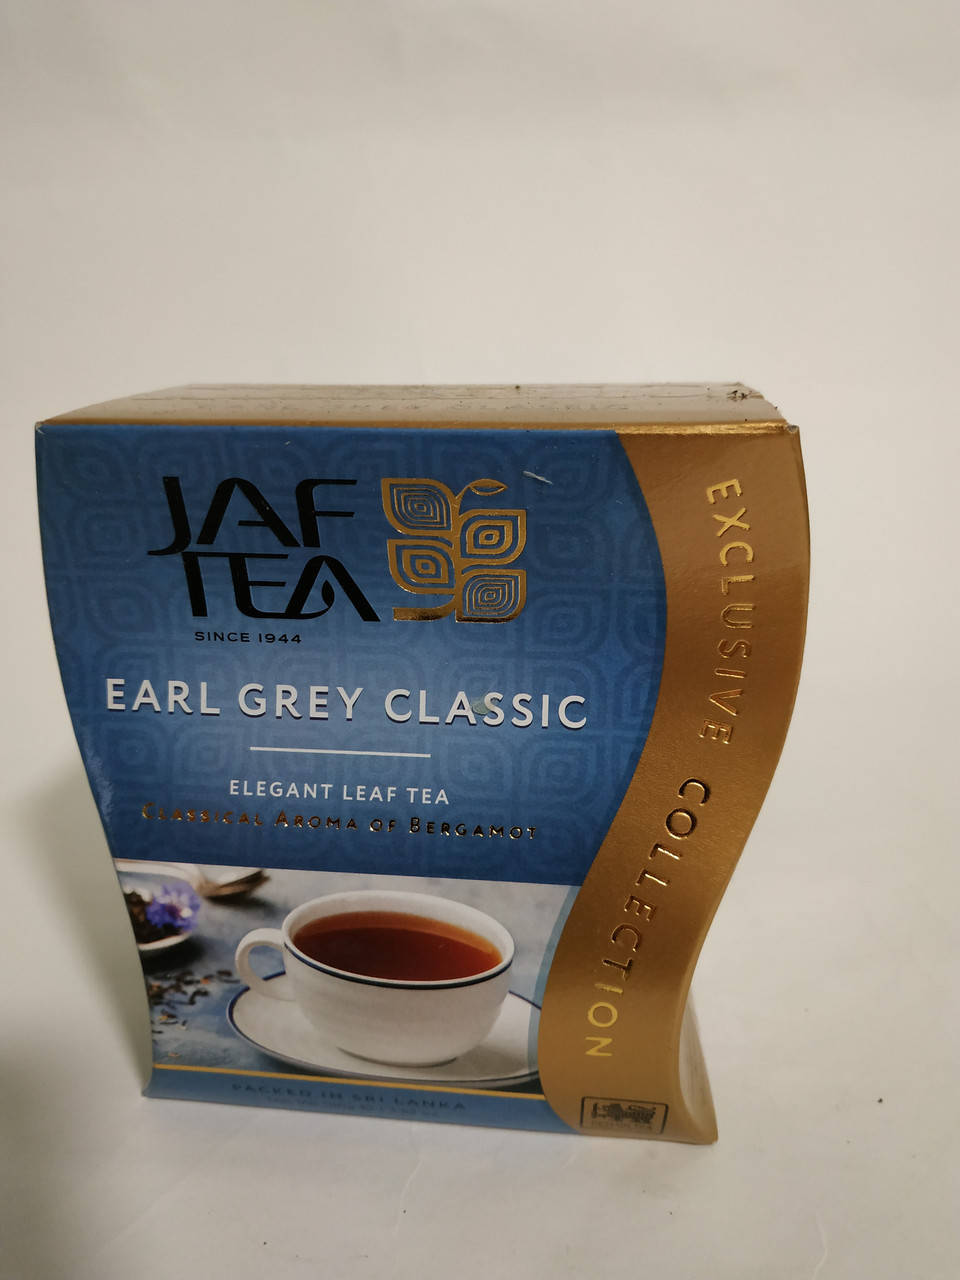 JAF
TEA
SINCE 1944
EARL GREY CLASSIC
ELEGANT LEAF TEA
CLASSICAL AROMA OF BERGAMOT
EXCLUSIVE COLLECTION
PACKED IN SRI LANKA